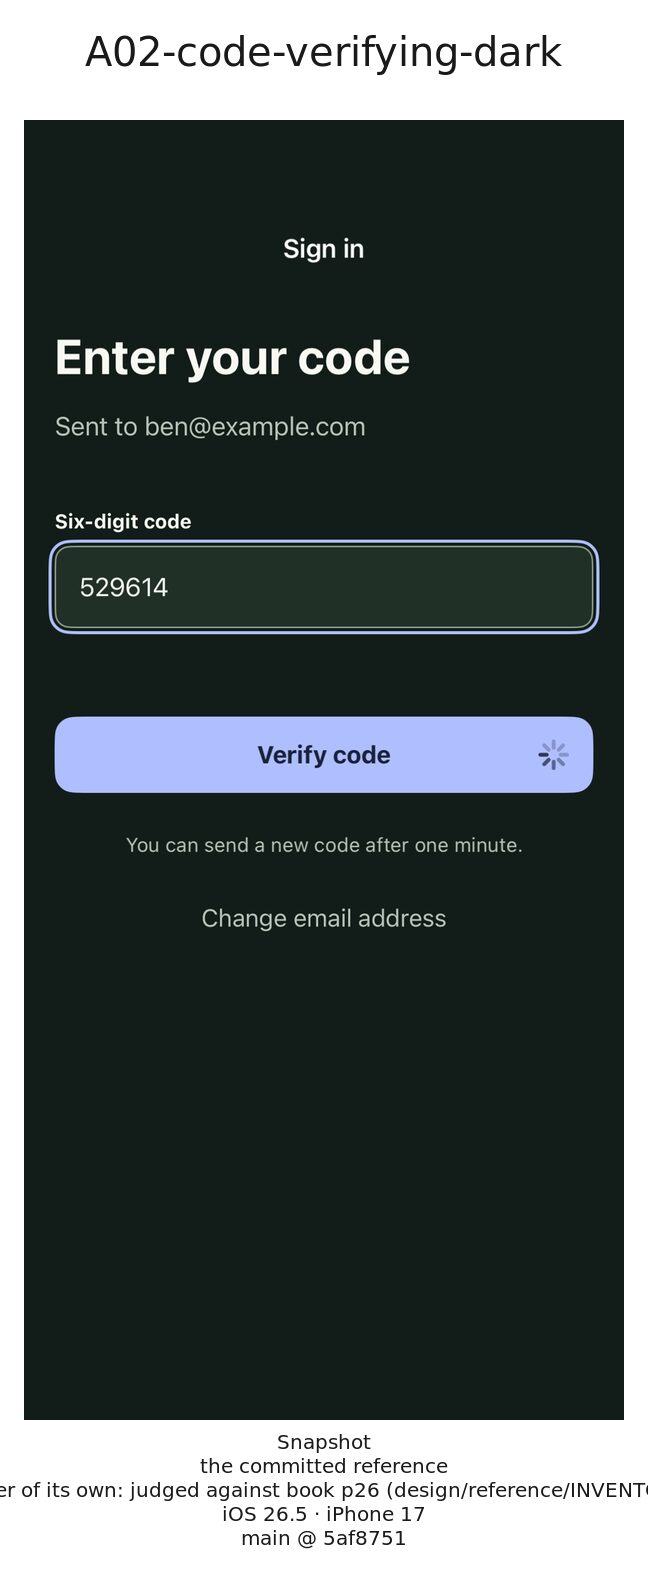 A02-code-verifying-dark
Sign in
Enter your code
Sent to ben@example.com
Six-digit code
529614
Verify code
You can send a new code after one minute.
Change email address
Snapshot
the committed reference
of its own: judged against book p26 (design/reference/
iOS 26.5 · iPhone 17
main @ 5af8751